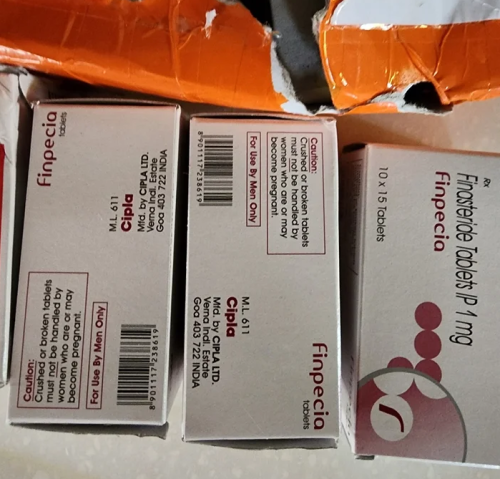 Finpecia
tablets
M.L. 611
Cipla
Mfd. by CIPLA LTD.
Verna Indl. Estate
Goa 403 722 INDIA
Caution:
Crushed or broken tablets
must not be handled by
women who are or may
become pregnant.
For Use By Men Only
8901117238619
Caution:
Crushed or broken tablets
must not be handled by
women who are or may
become pregnant.
For Use By Men Only
8901117238619
Finpecia
tablets
M.L. 611
Cipla
Mfd. by CIPLA LTD.
Verna Indl. Estate
Goa 403 722 INDIA
Rx
Finasteride Tablets IP 1 mg
Finpecia
10 x 15 Tablets